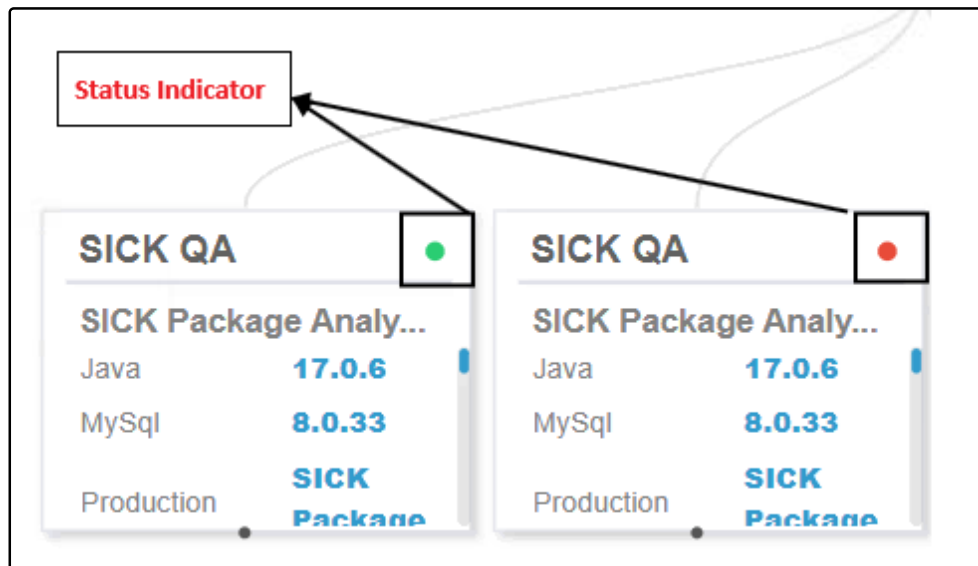 Status Indicator
SICK QA
SICK Package Analy...
Java 17.0.6
MySql 8.0.33
Production SICK
Package
SICK QA
SICK Package Analy...
Java 17.0.6
MySql 8.0.33
Production SICK
Package